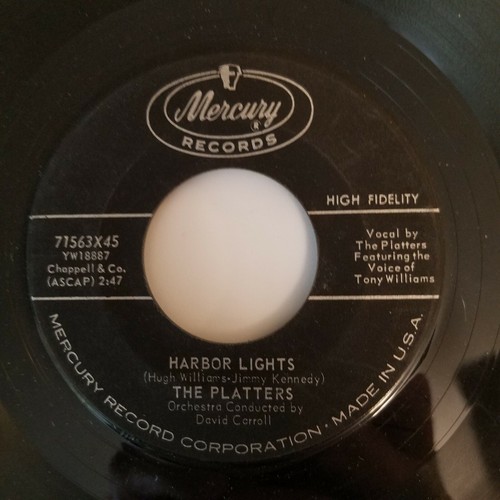 Mercury
®
RECORDS
HIGH FIDELITY
71563X45
YW18887
Chappell & Co.
(ASCAP) 2:47
Vocal by
The Platters
Featuring the
Voice of
Tony Williams
HARBOR LIGHTS
(Hugh Williams-Jimmy Kennedy)
THE PLATTERS
Orchestra Conducted by
David Carroll
MERCURY RECORD CORPORATION · MADE IN U.S.A.